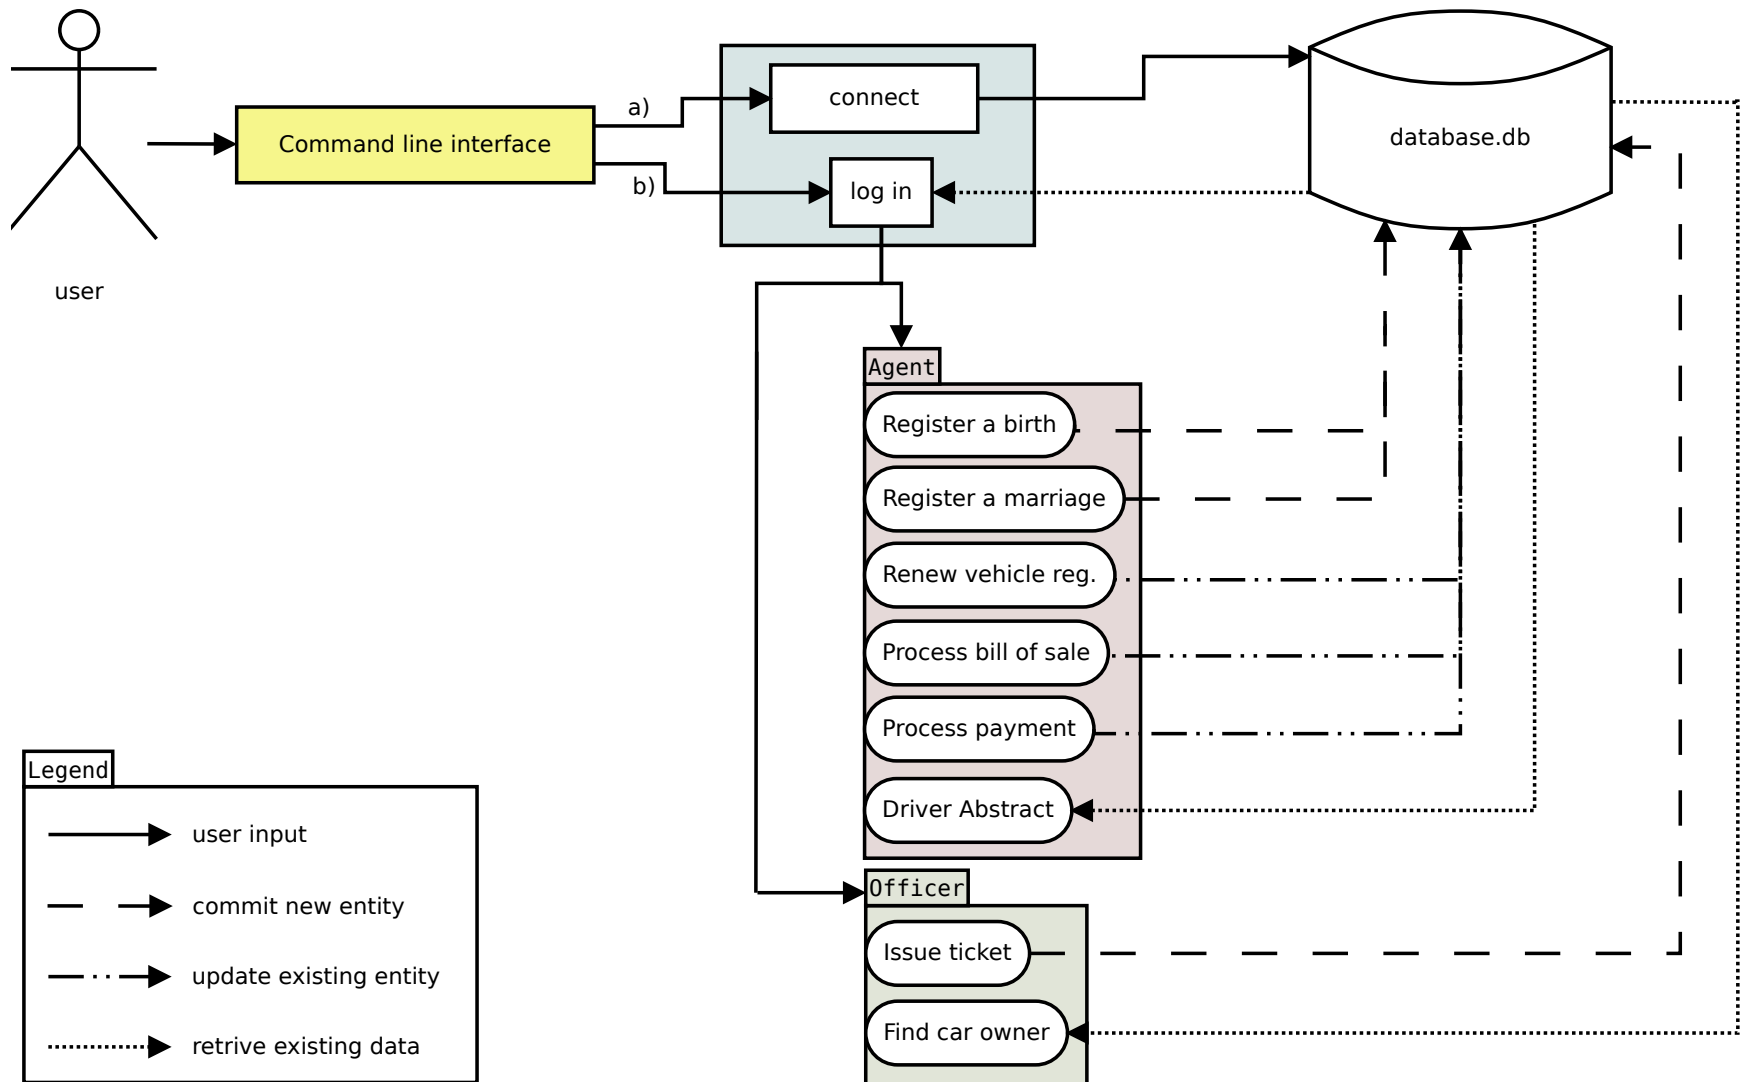 user
Command line interface
a)
b)
connect
log in
database.db
Agent
Register a birth
Register a marriage
Renew vehicle reg.
Process bill of sale
Process payment
Driver Abstract
Officer
Issue ticket
Find car owner
Legend
user input
commit new entity
update existing entity
retrive existing data